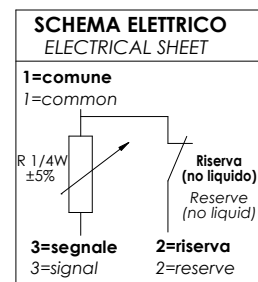 SCHEMA ELETTRICO
ELECTRICAL SHEET
1=comune
1=common
R 1/4W
±5%
Riserva
(no liquido)
Reserve
(no liquid)
3=segnale
3=signal
2=riserva
2=reserve